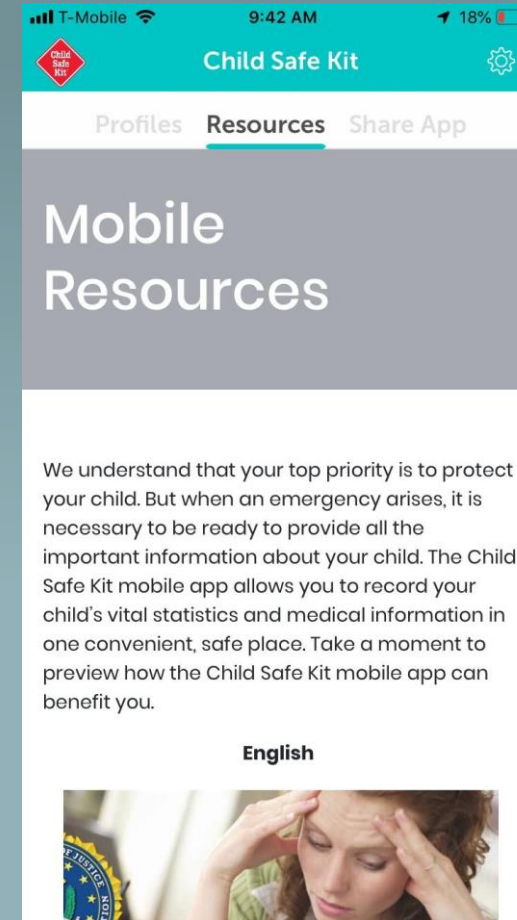 T-Mobile 9:42 AM 18%
Child
Safe
Kit
Child Safe Kit
Profiles Resources Share App
Mobile
Resources
We understand that your top priority is to protect
your child. But when an emergency arises, it is
necessary to be ready to provide all the
important information about your child. The Child
Safe Kit mobile app allows you to record your
child's vital statistics and medical information in
one convenient, safe place. Take a moment to
preview how the Child Safe Kit mobile app can
benefit you.
English
OF JUSTICE